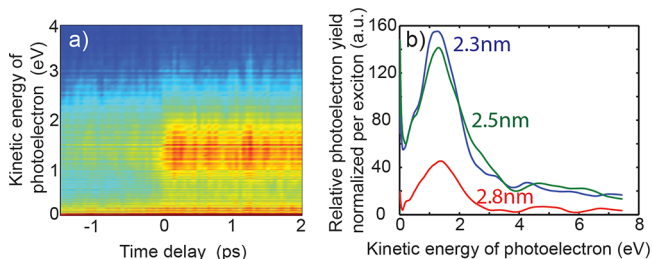 a)
Kinetic energy of
photoelectron (eV)
4
3
2
1
0
-1
0
1
2
Time delay (ps)
b)
Relative photoelectron yield
normalized per exciton (a.u.)
160
120
80
40
0
2.3nm
2.5nm
2.8nm
0
2
4
6
8
Kinetic energy of photoelectron (eV)